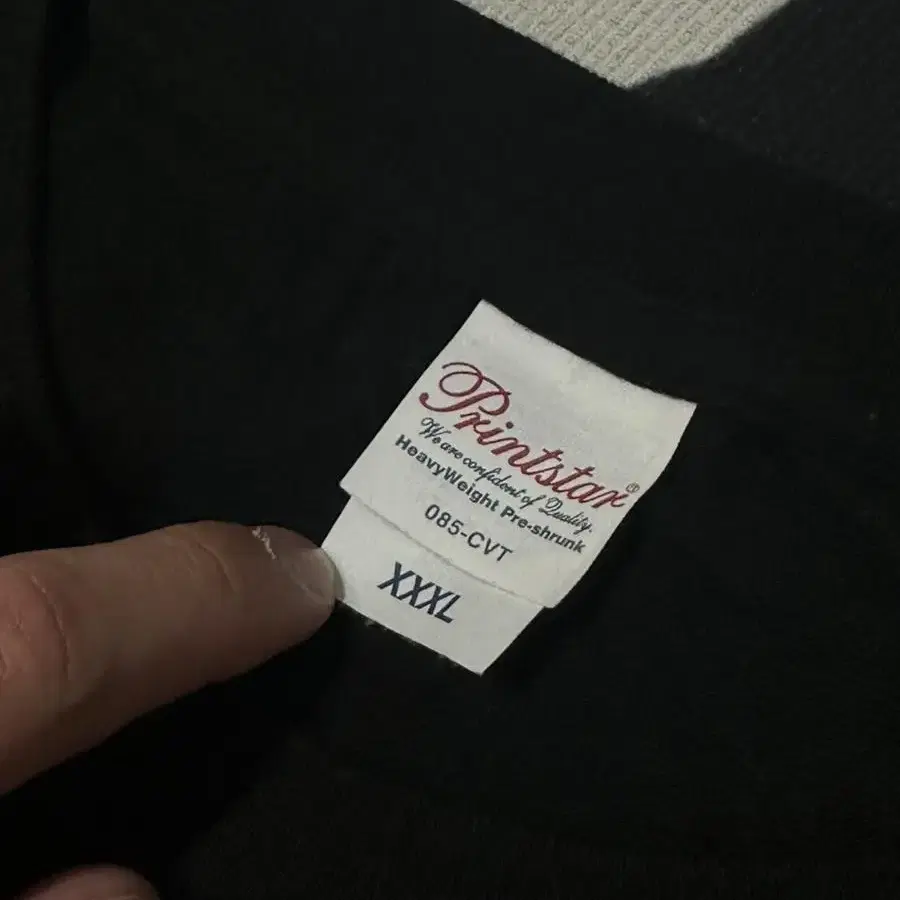 Printstar®
We are confident of Quality.
HeavyWeight Pre-shrunk
085-CVT
XXXL